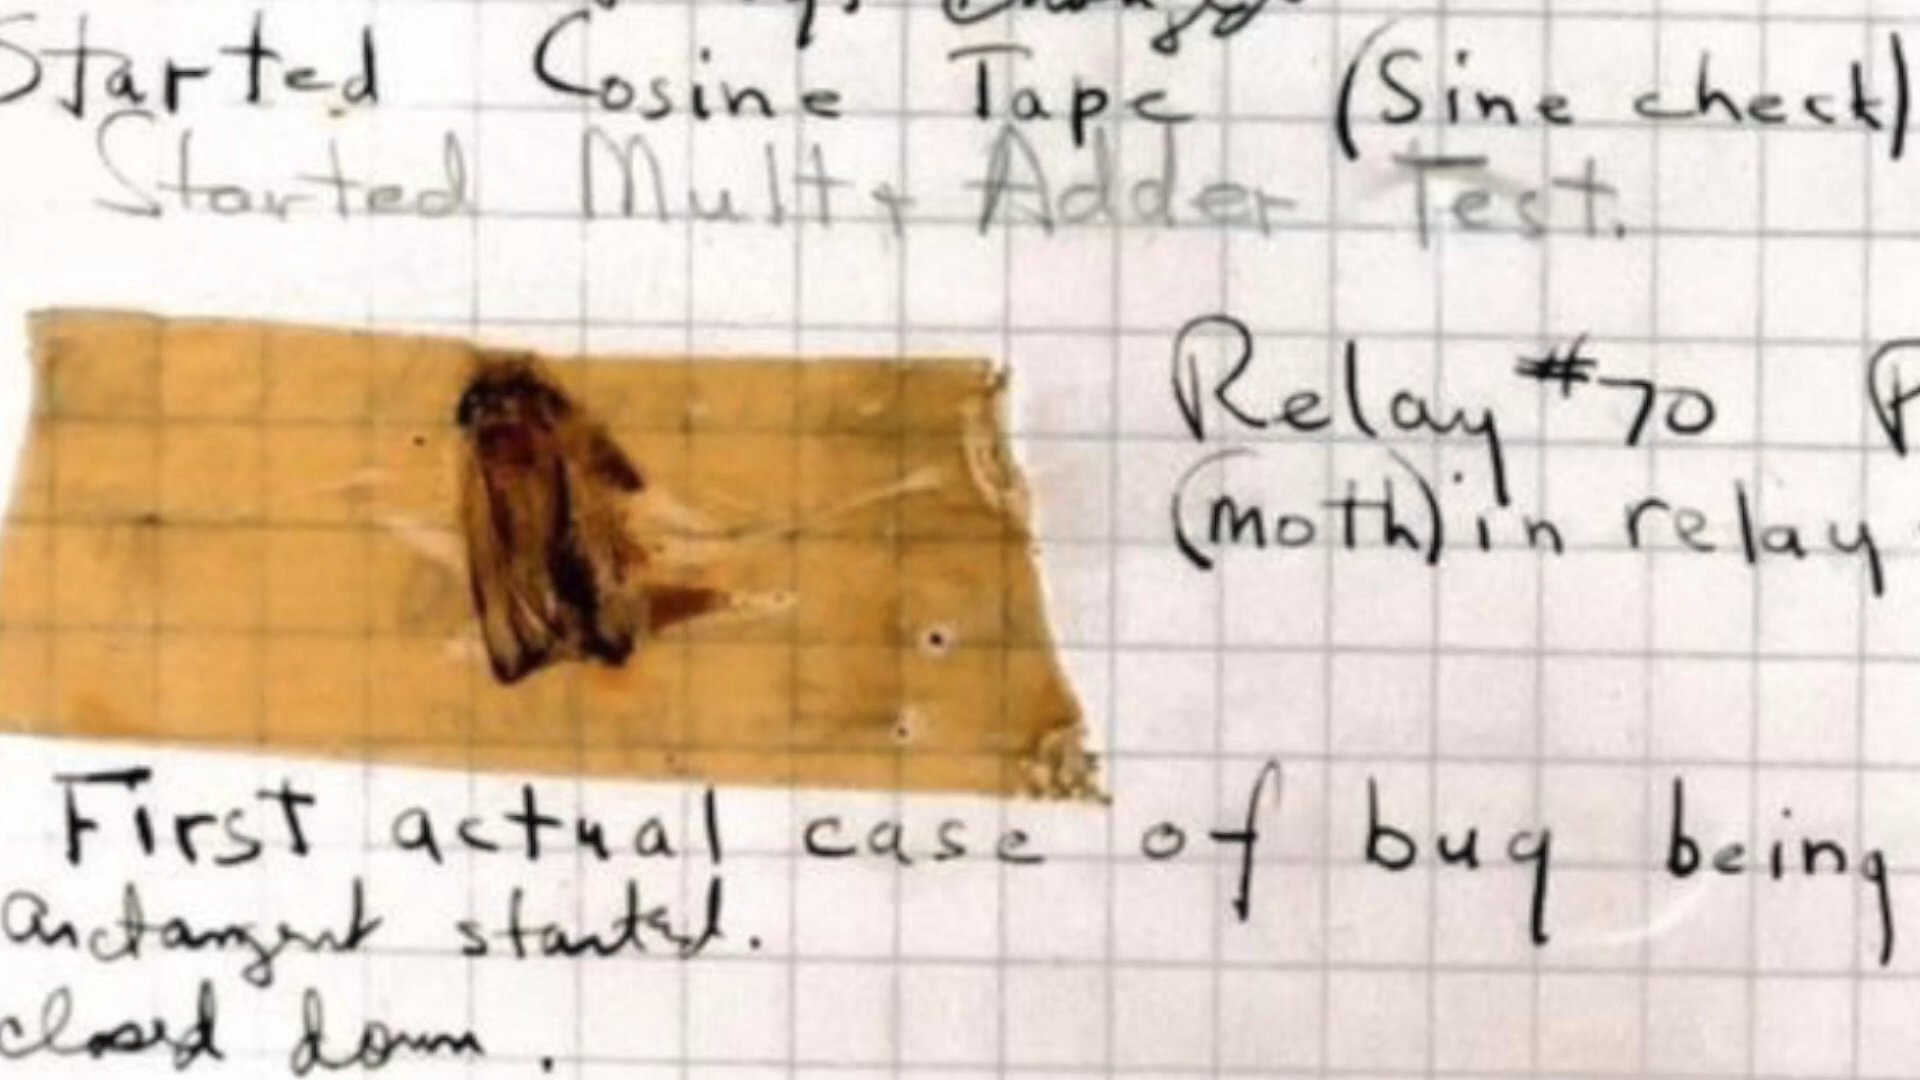 Started Cosine Tape (Sine check)
Started Mult + Adder Test.
Relay #70
(moth) in relay
First actual case of bug being
arctangent started.
closed down.